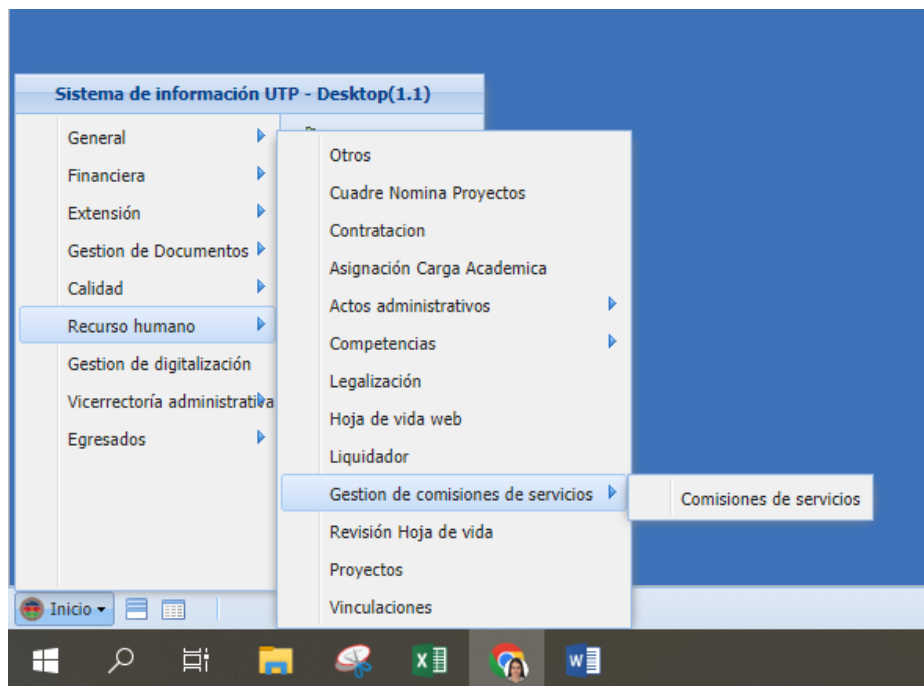 Sistema de información UTP - Desktop(1.1)
General
Financiera
Extensión
Gestion de Documentos
Calidad
Recurso humano
Gestion de digitalización
Vicerrectoría administrativa
Egresados
Otros
Cuadre Nomina Proyectos
Contratacion
Asignación Carga Academica
Actos administrativos
Competencias
Legalización
Hoja de vida web
Liquidador
Gestion de comisiones de servicios
Revisión Hoja de vida
Proyectos
Vinculaciones
Comisiones de servicios
Inicio